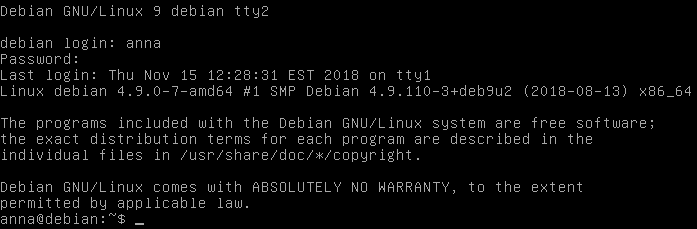 Debian GNU/Linux 9 debian tty2
debian login: anna
Password:
Last login: Thu Nov 15 12:28:31 EST 2018 on tty1
Linux debian 4.9.0-7-amd64 #1 SMP Debian 4.9.110-3+deb9u2 (2018-08-13) x86_64
The programs included with the Debian GNU/Linux system are free software;
the exact distribution terms for each program are described in the
individual files in /usr/share/doc/*/copyright.
Debian GNU/Linux comes with ABSOLUTELY NO WARRANTY, to the extent
permitted by applicable law.
anna@debian:~$ _